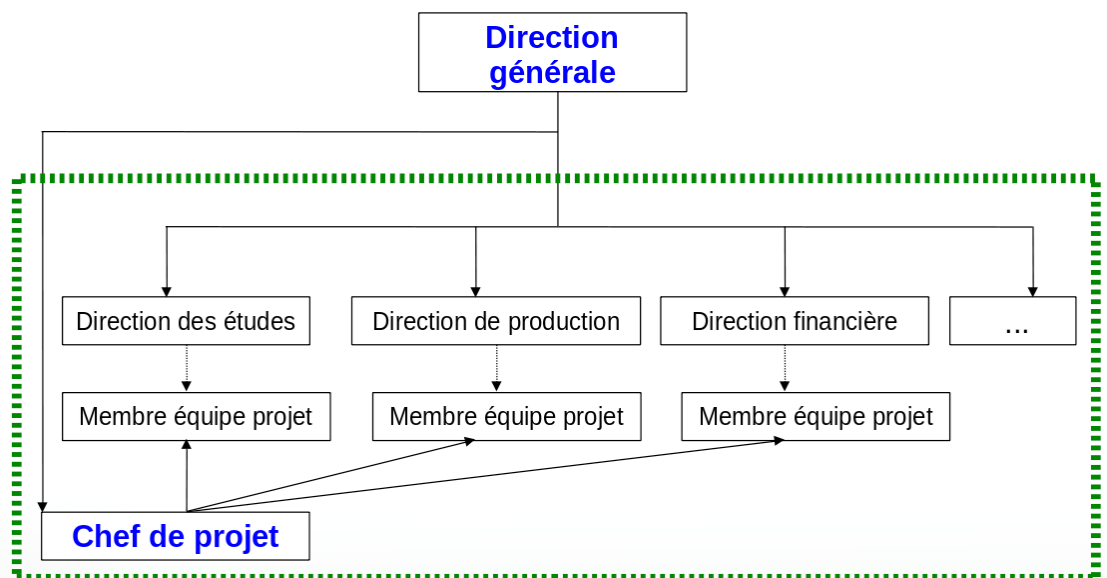 Direction
générale
Direction des études
Direction de production
Direction financière
...
Membre équipe projet
Membre équipe projet
Membre équipe projet
Chef de projet